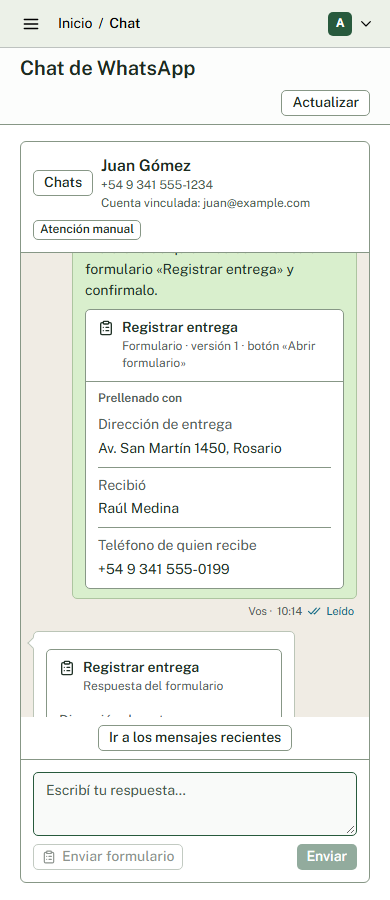 Inicio / Chat
A
Chat de WhatsApp
Actualizar
Chats
Juan Gómez
+54 9 341 555-1234
Cuenta vinculada: juan@example.com
Atención manual
formulario «Registrar entrega» y
confirmalo.
Registrar entrega
Formulario · versión 1 · botón «Abrir
formulario»
Prellenado con
Dirección de entrega
Av. San Martín 1450, Rosario
Recibió
Raúl Medina
Teléfono de quien recibe
+54 9 341 555-0199
Vos · 10:14 Leído
Registrar entrega
Respuesta del formulario
Ir a los mensajes recientes
Escribí tu respuesta...
Enviar formulario
Enviar